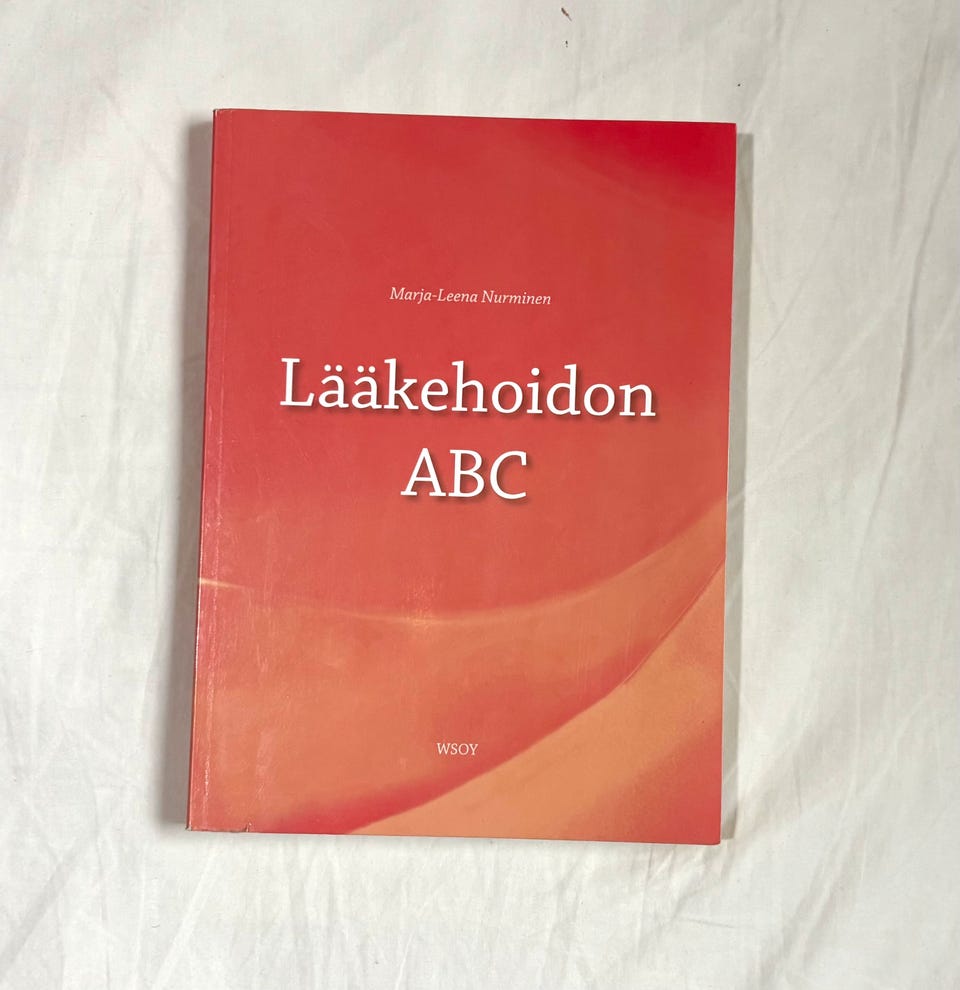 Marja-Leena Nurminen
Lääkehoidon
ABC
WSOY